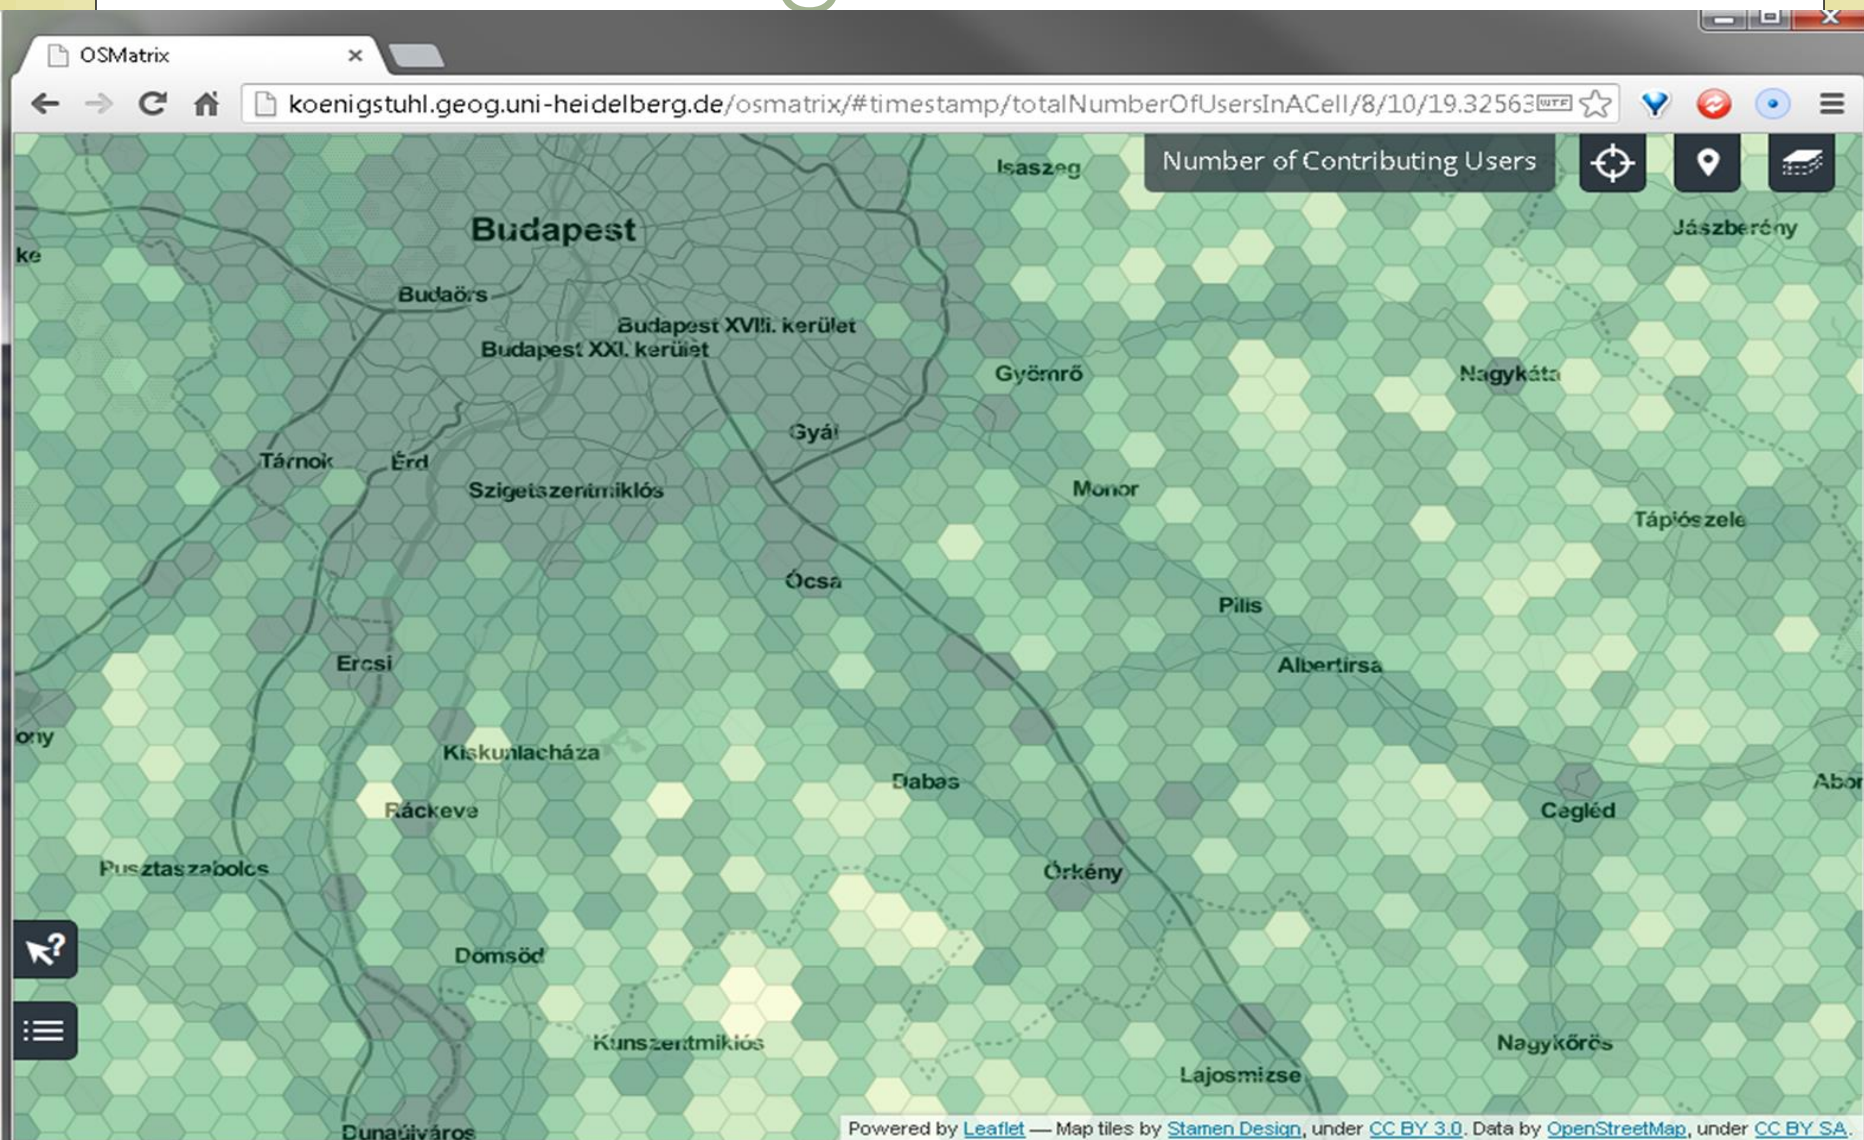 OSMatrix
koenigstuhl.geog.uni-heidelberg.de/osmatrix/#timestamp/totalNumberOfUsersInACell/8/10/19.32563
Number of Contributing Users
Isaszeg
Jászberény
Budapest
ke
Budaörs
Budapest XVIII. kerület
Budapest XXI. kerület
Gyömrő
Nagykáta
Gyál
Tárnok
Érd
Szigetszentmiklós
Monor
Tápiószele
Ócsa
Pilis
Ercsi
Albertirsa
ony
Kiskunlacháza
Dabas
Abon
Ráckeve
Cegléd
Pusztaszabolcs
Örkény
Dömsöd
Kunszentmiklós
Nagykőrös
Lajosmizse
Dunaújváros
Powered by Leaflet — Map tiles by Stamen Design, under CC BY 3.0. Data by OpenStreetMap, under CC BY SA.